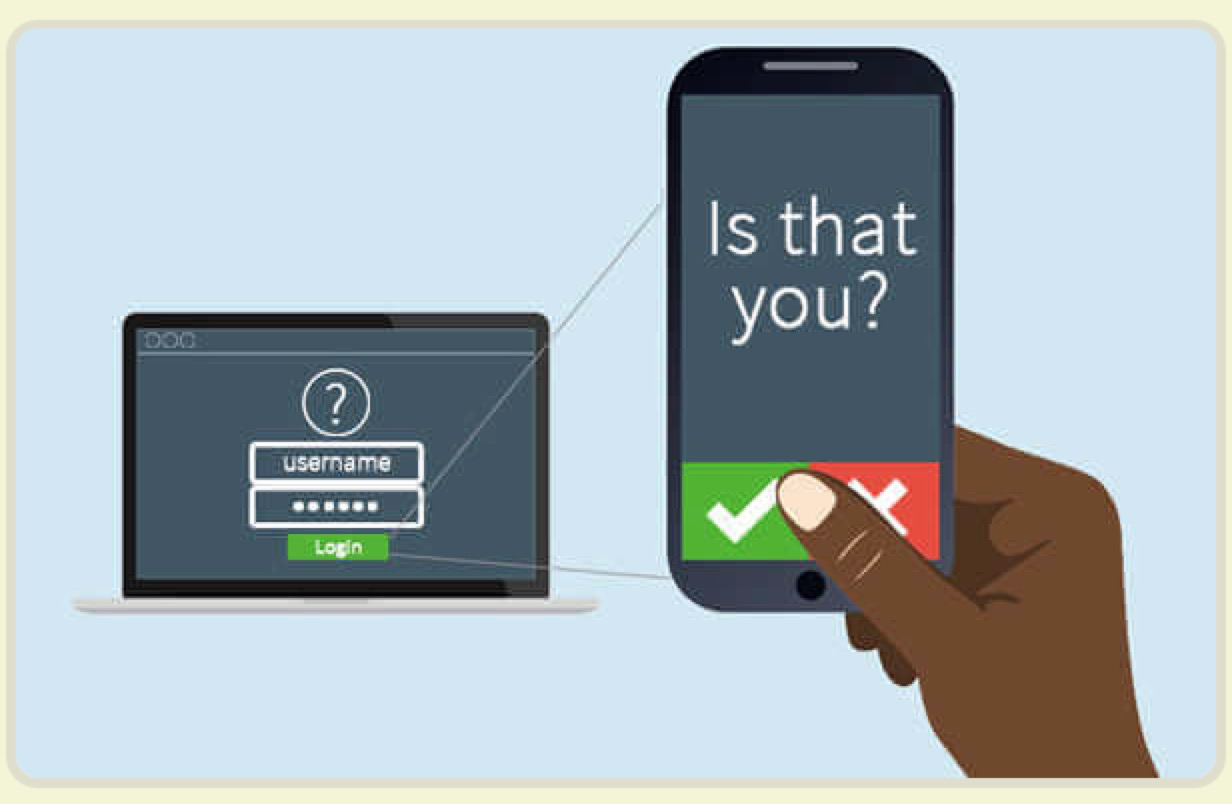 ?
username
••••••
Login
Is that
you?